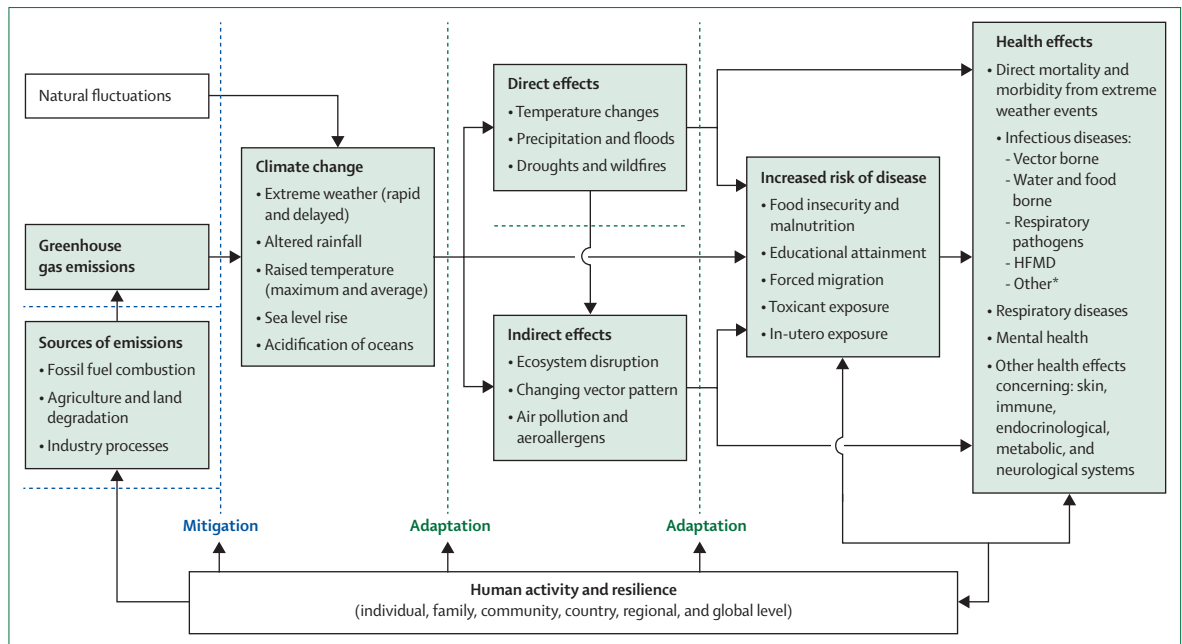 Natural fluctuations
Greenhouse
gas emissions
Sources of emissions
• Fossil fuel combustion
• Agriculture and land
degradation
• Industry processes
Climate change
• Extreme weather (rapid
and delayed)
• Altered rainfall
• Raised temperature
(maximum and average)
• Sea level rise
• Acidification of oceans
Direct effects
• Temperature changes
• Precipitation and floods
• Droughts and wildfires
Indirect effects
• Ecosystem disruption
• Changing vector pattern
• Air pollution and
aeroallergens
Increased risk of disease
• Food insecurity and
malnutrition
• Educational attainment
• Forced migration
• Toxicant exposure
• In-utero exposure
Health effects
• Direct mortality and
morbidity from extreme
weather events
• Infectious diseases:
- Vector borne
- Water and food
borne
- Respiratory
pathogens
- HFMD
- Other*
• Respiratory diseases
• Mental health
• Other health effects
concerning: skin,
immune,
endocrinological,
metabolic, and
neurological systems
Mitigation
Adaptation
Adaptation
Human activity and resilience
(individual, family, community, country, regional, and global level)